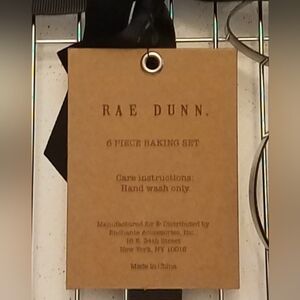 RAE DUNN.
6 PIECE BAKING SET
Care instructions:
Hand wash only.
Manufactured for & Distributed by
Enchante Accessories, Inc.
16 E. 34th Street
New York, NY 10016
Made in China